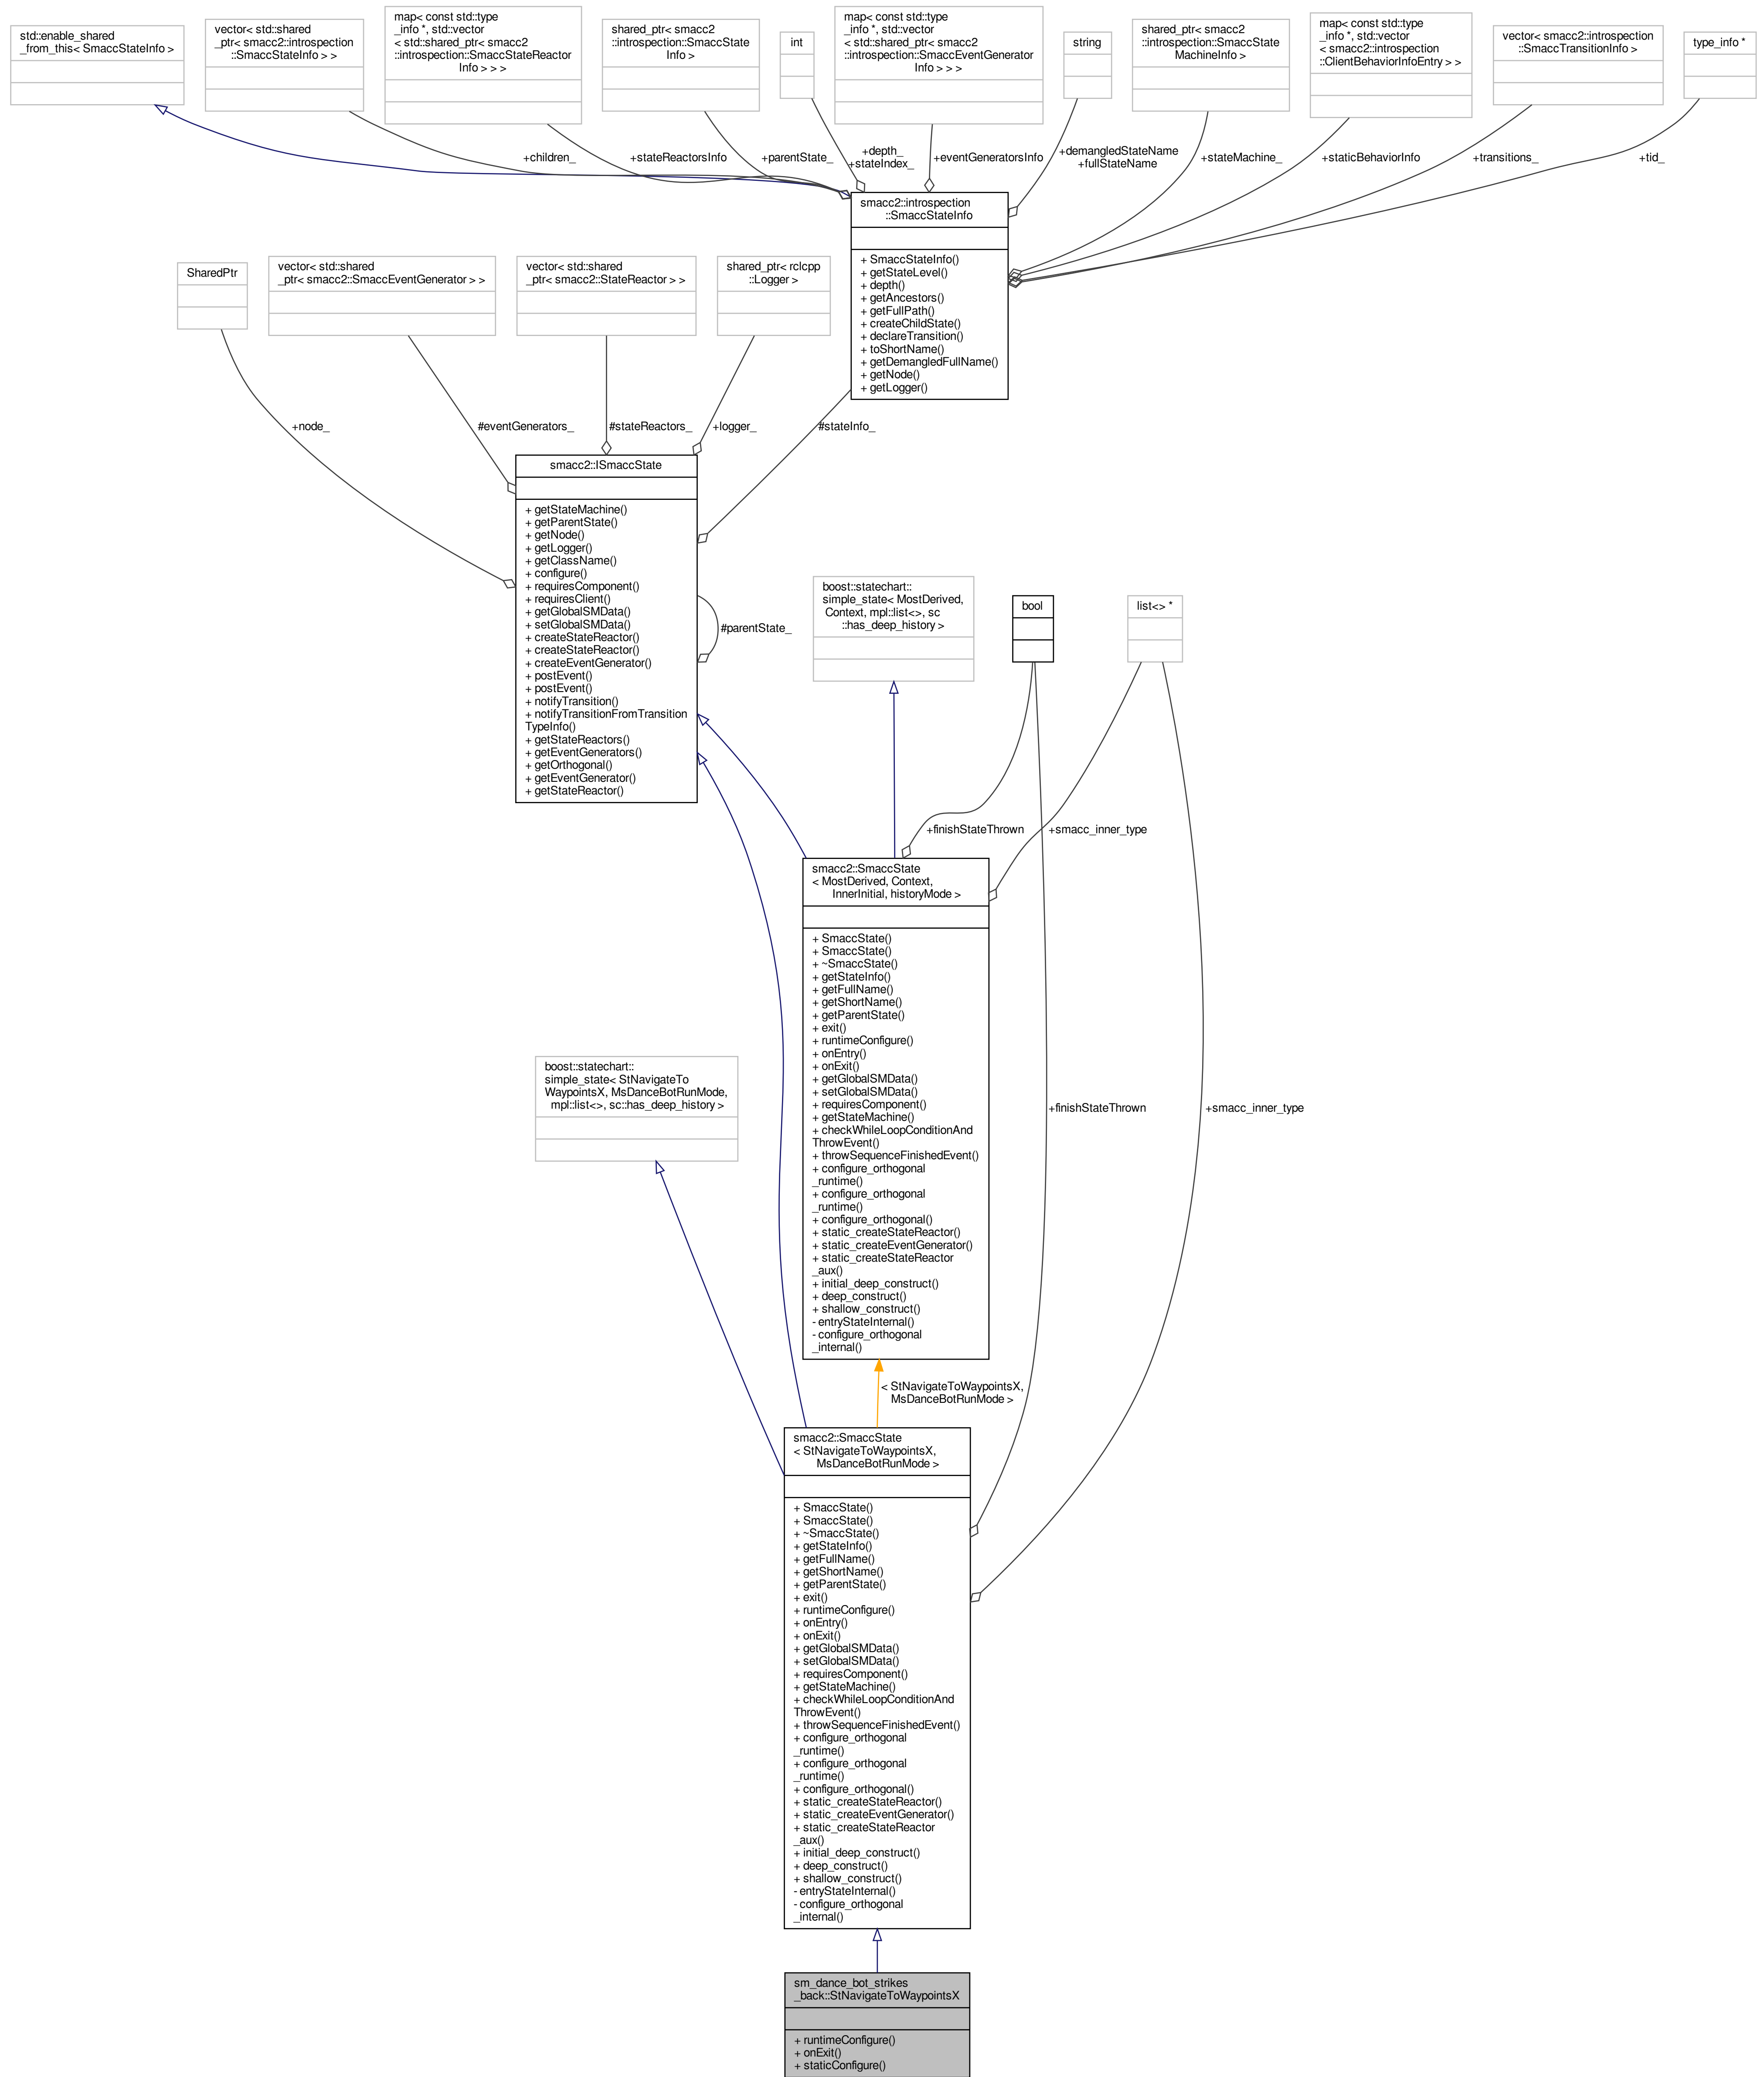 std::enable_shared
_from_this< SmaccStateInfo >
vector< std::shared
_ptr< smacc2::introspection
::SmaccStateInfo > >
map< const std::type
_info *, std::vector
< std::shared_ptr< smacc2
::introspection::SmaccStateReactor
Info > > >
shared_ptr< smacc2
::introspection::SmaccState
Info >
int
map< const std::type
_info *, std::vector
< std::shared_ptr< smacc2
::introspection::SmaccEventGenerator
Info > > >
string
shared_ptr< smacc2
::introspection::SmaccState
MachineInfo >
map< const std::type
_info *, std::vector
< smacc2::introspection
::ClientBehaviorInfoEntry > >
vector< smacc2::introspection
::SmaccTransitionInfo >
type_info *
+children_
+stateReactorsInfo
+parentState_
+depth_
+stateIndex_
+eventGeneratorsInfo
+demangledStateName
+fullStateName
+stateMachine_
+staticBehaviorInfo
+transitions_
+tid_
smacc2::introspection
::SmaccStateInfo
+ SmaccStateInfo()
+ getStateLevel()
+ depth()
+ getAncestors()
+ getFullPath()
+ createChildState()
+ declareTransition()
+ toShortName()
+ getDemangledFullName()
+ getNode()
+ getLogger()
SharedPtr
vector< std::shared
_ptr< smacc2::SmaccEventGenerator > >
vector< std::shared
_ptr< smacc2::StateReactor > >
shared_ptr< rclcpp
::Logger >
+node_
#eventGenerators_
#stateReactors_
+logger_
#stateInfo_
smacc2::ISmaccState
+ getStateMachine()
+ getParentState()
+ getNode()
+ getLogger()
+ getClassName()
+ configure()
+ requiresComponent()
+ requiresClient()
+ getGlobalSMData()
+ setGlobalSMData()
+ createStateReactor()
+ createStateReactor()
+ createEventGenerator()
+ postEvent()
+ postEvent()
+ notifyTransition()
+ notifyTransitionFromTransition
TypeInfo()
+ getStateReactors()
+ getEventGenerators()
+ getOrthogonal()
+ getEventGenerator()
+ getStateReactor()
#parentState_
boost::statechart::
simple_state< MostDerived,
Context, mpl::list<>, sc
::has_deep_history >
bool
list<> *
+finishStateThrown
+smacc_inner_type
smacc2::SmaccState
< MostDerived, Context,
InnerInitial, historyMode >
+ SmaccState()
+ SmaccState()
+ ~SmaccState()
+ getStateInfo()
+ getFullName()
+ getShortName()
+ getParentState()
+ exit()
+ runtimeConfigure()
+ onEntry()
+ onExit()
+ getGlobalSMData()
+ setGlobalSMData()
+ requiresComponent()
+ getStateMachine()
+ checkWhileLoopConditionAnd
ThrowEvent()
+ throwSequenceFinishedEvent()
+ configure_orthogonal
_runtime()
+ configure_orthogonal
_runtime()
+ configure_orthogonal()
+ static_createStateReactor()
+ static_createEventGenerator()
+ static_createStateReactor
_aux()
+ initial_deep_construct()
+ deep_construct()
+ shallow_construct()
- entryStateInternal()
- configure_orthogonal
_internal()
boost::statechart::
simple_state< StNavigateTo
WaypointsX, MsDanceBotRunMode,
mpl::list<>, sc::has_deep_history >
+finishStateThrown
+smacc_inner_type
< StNavigateToWaypointsX,
MsDanceBotRunMode >
smacc2::SmaccState
< StNavigateToWaypointsX,
MsDanceBotRunMode >
+ SmaccState()
+ SmaccState()
+ ~SmaccState()
+ getStateInfo()
+ getFullName()
+ getShortName()
+ getParentState()
+ exit()
+ runtimeConfigure()
+ onEntry()
+ onExit()
+ getGlobalSMData()
+ setGlobalSMData()
+ requiresComponent()
+ getStateMachine()
+ checkWhileLoopConditionAnd
ThrowEvent()
+ throwSequenceFinishedEvent()
+ configure_orthogonal
_runtime()
+ configure_orthogonal
_runtime()
+ configure_orthogonal()
+ static_createStateReactor()
+ static_createEventGenerator()
+ static_createStateReactor
_aux()
+ initial_deep_construct()
+ deep_construct()
+ shallow_construct()
- entryStateInternal()
- configure_orthogonal
_internal()
sm_dance_bot_strikes
_back::StNavigateToWaypointsX
+ runtimeConfigure()
+ onExit()
+ staticConfigure()